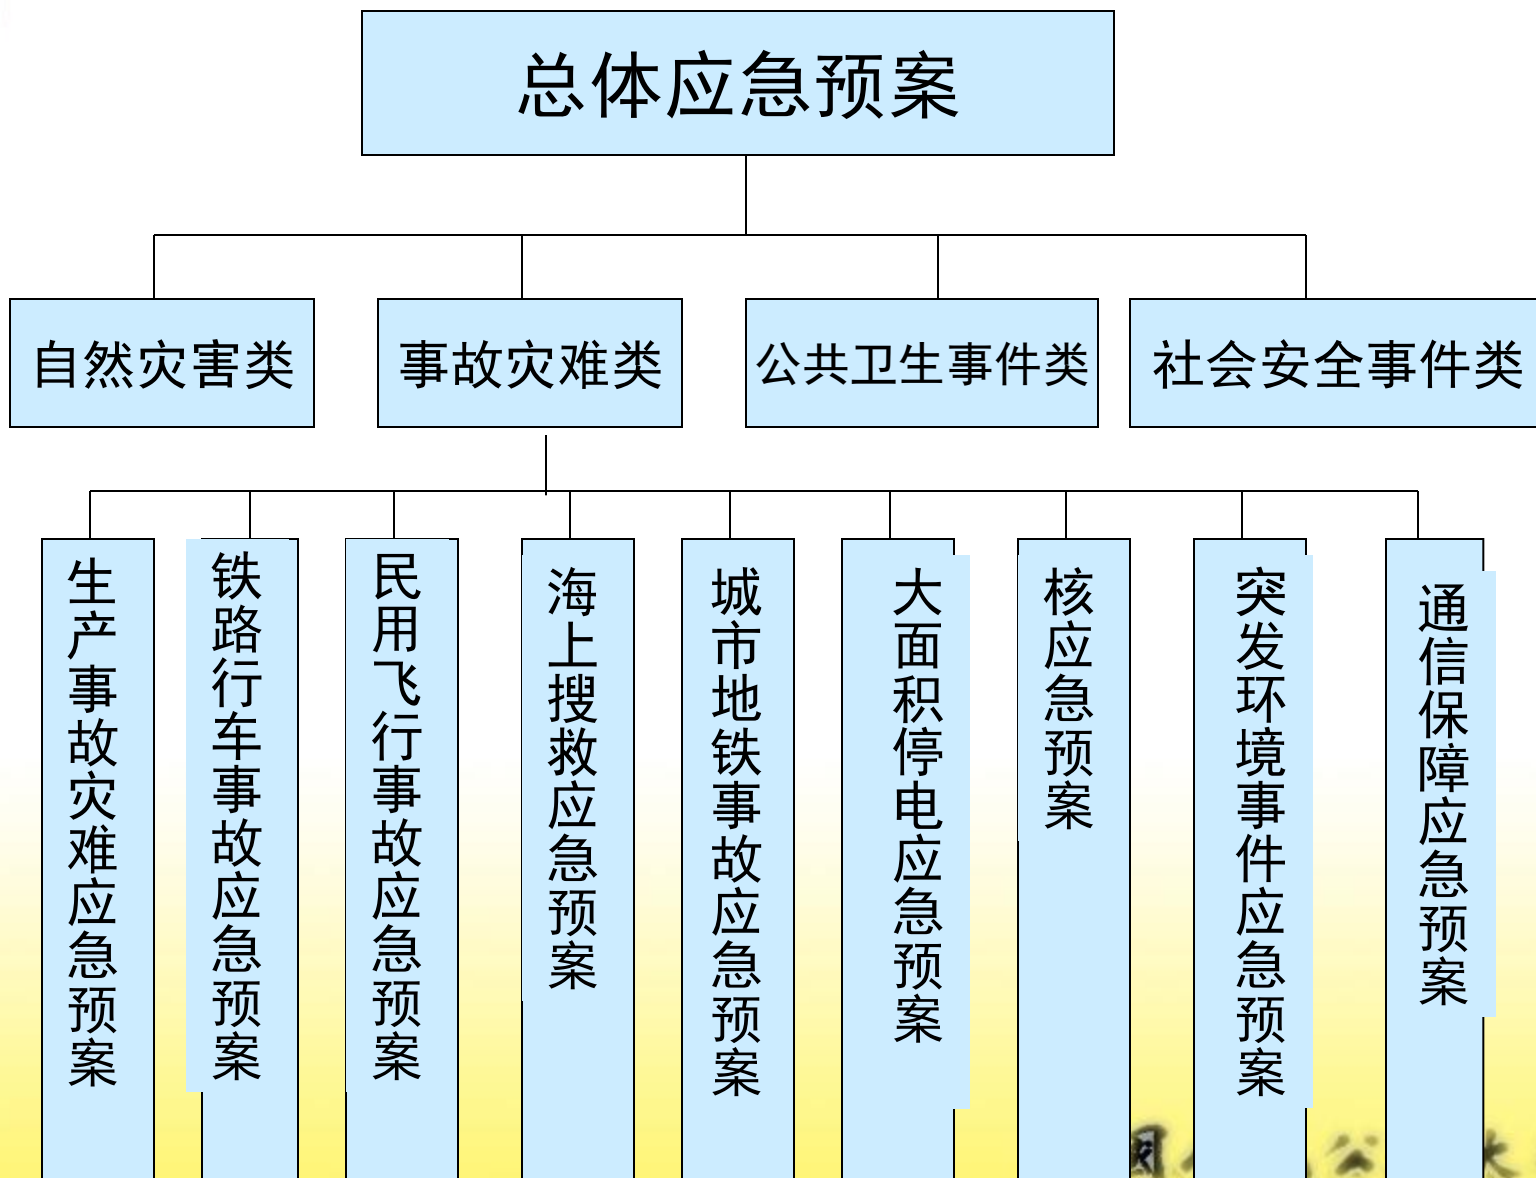 总体应急预案
自然灾害类
事故灾难类
公共卫生事件类
社会安全事件类
生产事故灾难应急预案
铁路行车事故应急预案
民用飞行事故应急预案
海上搜救应急预案
城市地铁事故应急预案
大面积停电应急预案
核应急预案
突发环境事件应急预案
通信保障应急预案